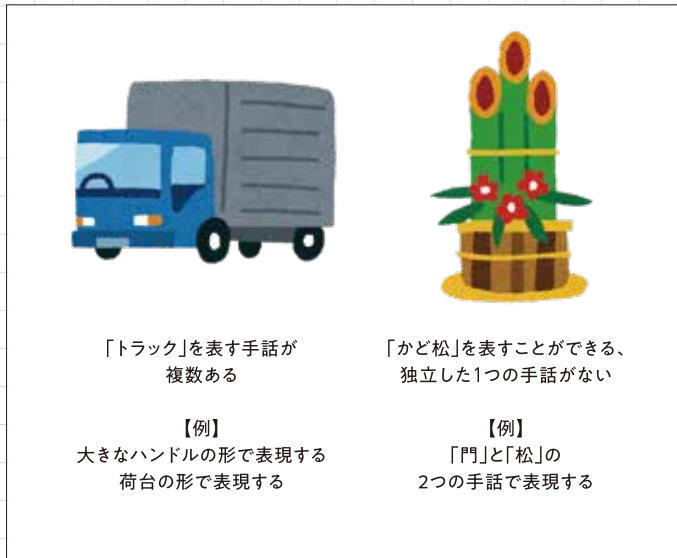 「トラック」を表す手話が
複数ある
【例】
大きなハンドルの形で表現する
荷台の形で表現する
「かど松」を表すことができる、
独立した1つの手話がない
【例】
「門」と「松」の
2つの手話で表現する